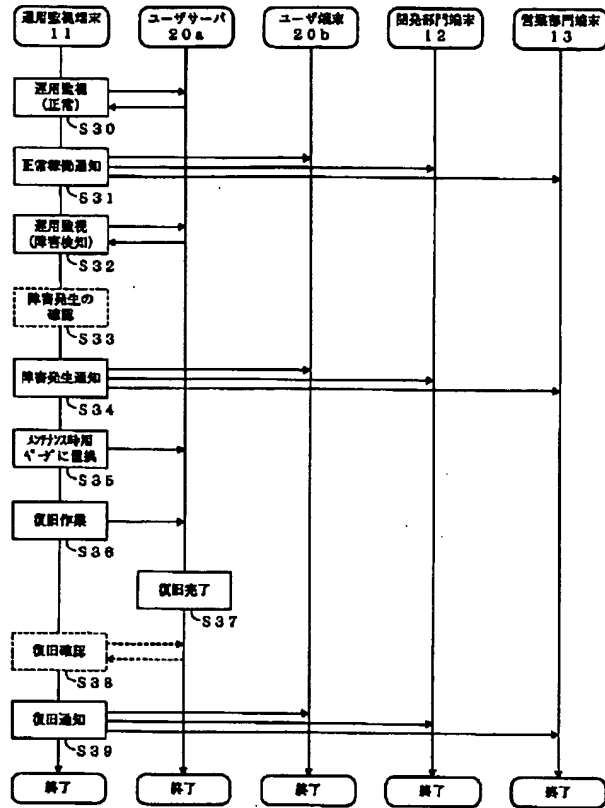 運用監視端末
11
ユーザサーバ
20a
ユーザ端末
20b
開発部門端末
12
営業部門端末
13
運用監視
(正常)
S30
正常稼働通知
S31
運用監視
(障害検知)
S32
障害発生の
確認
S33
障害発生通知
S34
メンテナンス時用
ページに置換
S35
復旧作業
S36
復旧完了
S37
復旧確認
S38
復旧通知
S39
終了
終了
終了
終了
終了